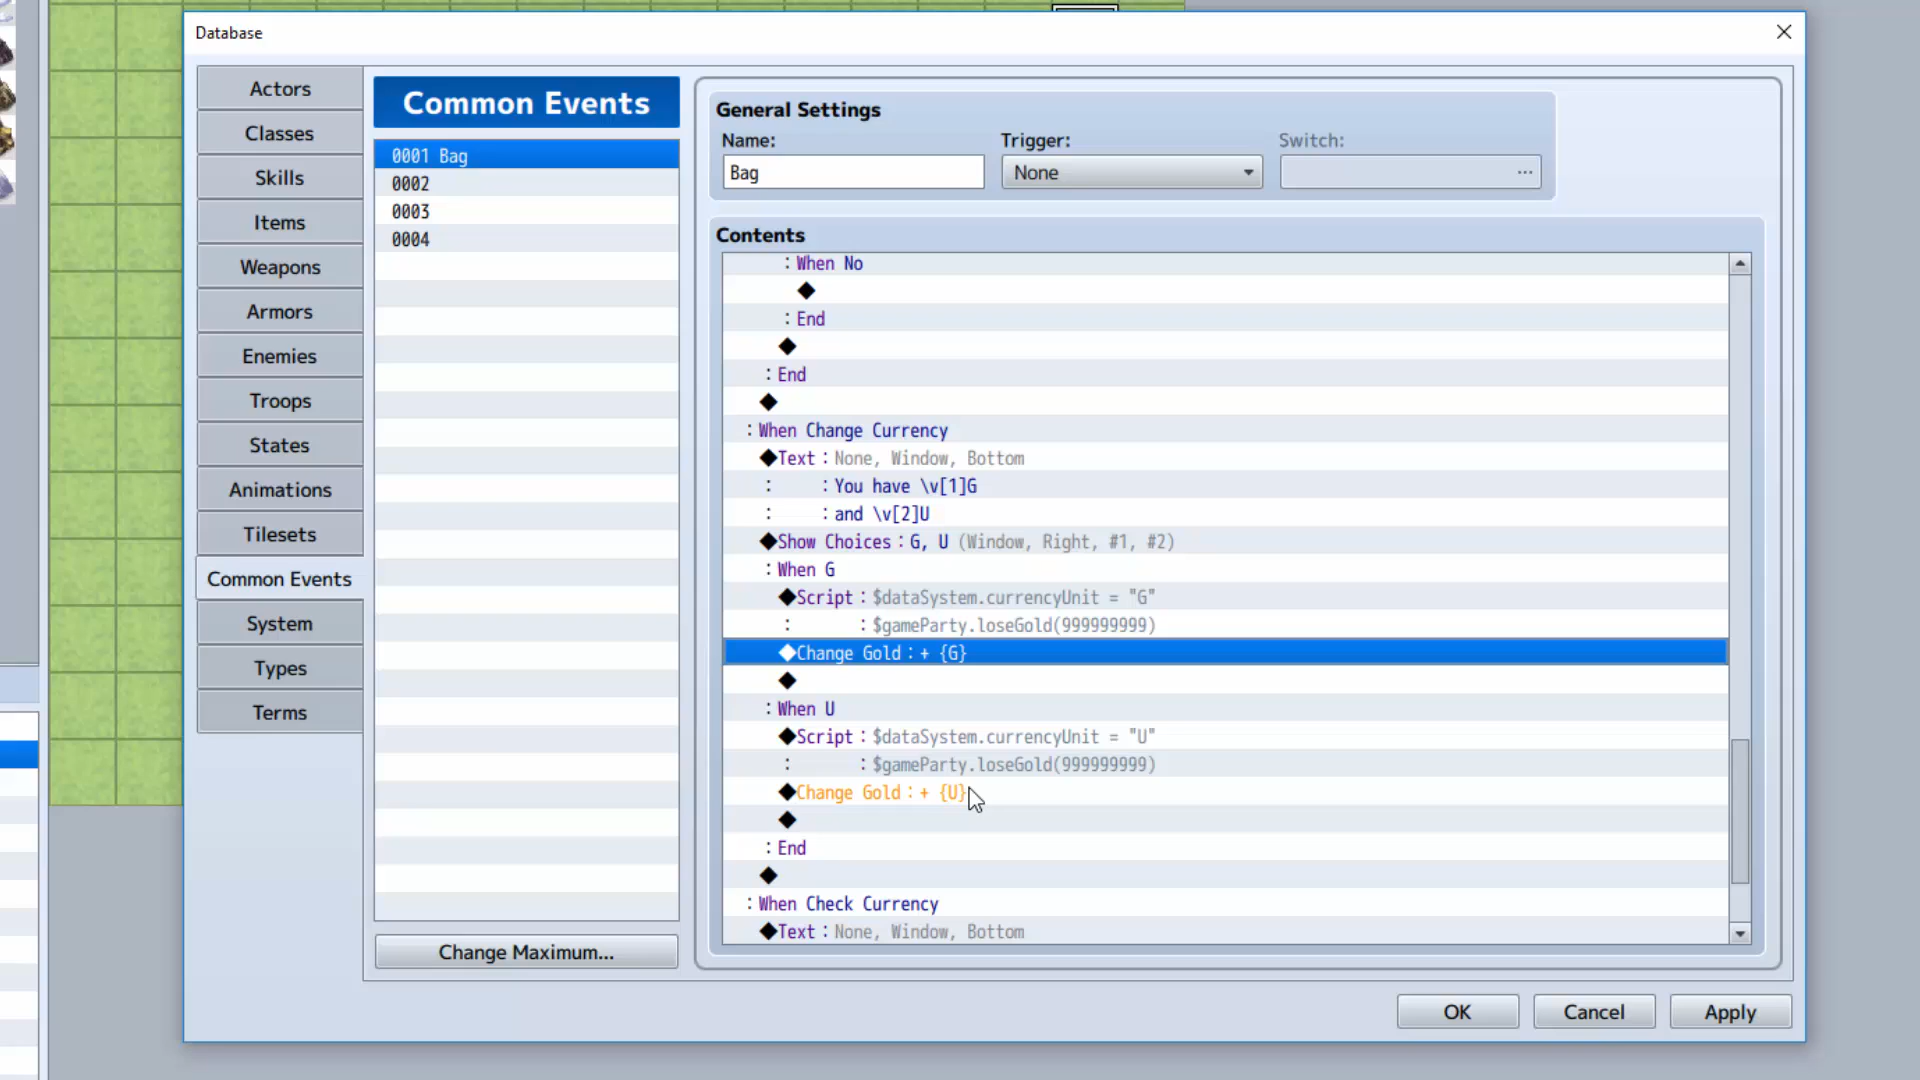 Database
Actors
Classes
Skills
Items
Weapons
Armors
Enemies
Troops
States
Animations
Tilesets
Common Events
System
Types
Terms
Common Events
0001 Bag
0002
0003
0004
Change Maximum...
General Settings
Name:
Trigger:
Switch:
Bag
None
...
Contents
: When No
◆
: End
◆
: End
◆
: When Change Currency
◆Text : None, Window, Bottom
: : You have \v[1]G
: : and \v[2]U
◆Show Choices : G, U (Window, Right, #1, #2)
: When G
◆Script : $dataSystem.currencyUnit = "G"
: : $gameParty.loseGold(999999999)
◆Change Gold : + {G}
◆
: When U
◆Script : $dataSystem.currencyUnit = "U"
: : $gameParty.loseGold(999999999)
◆Change Gold : + {U}
◆
: End
◆
: When Check Currency
◆Text : None, Window, Bottom
OK
Cancel
Apply